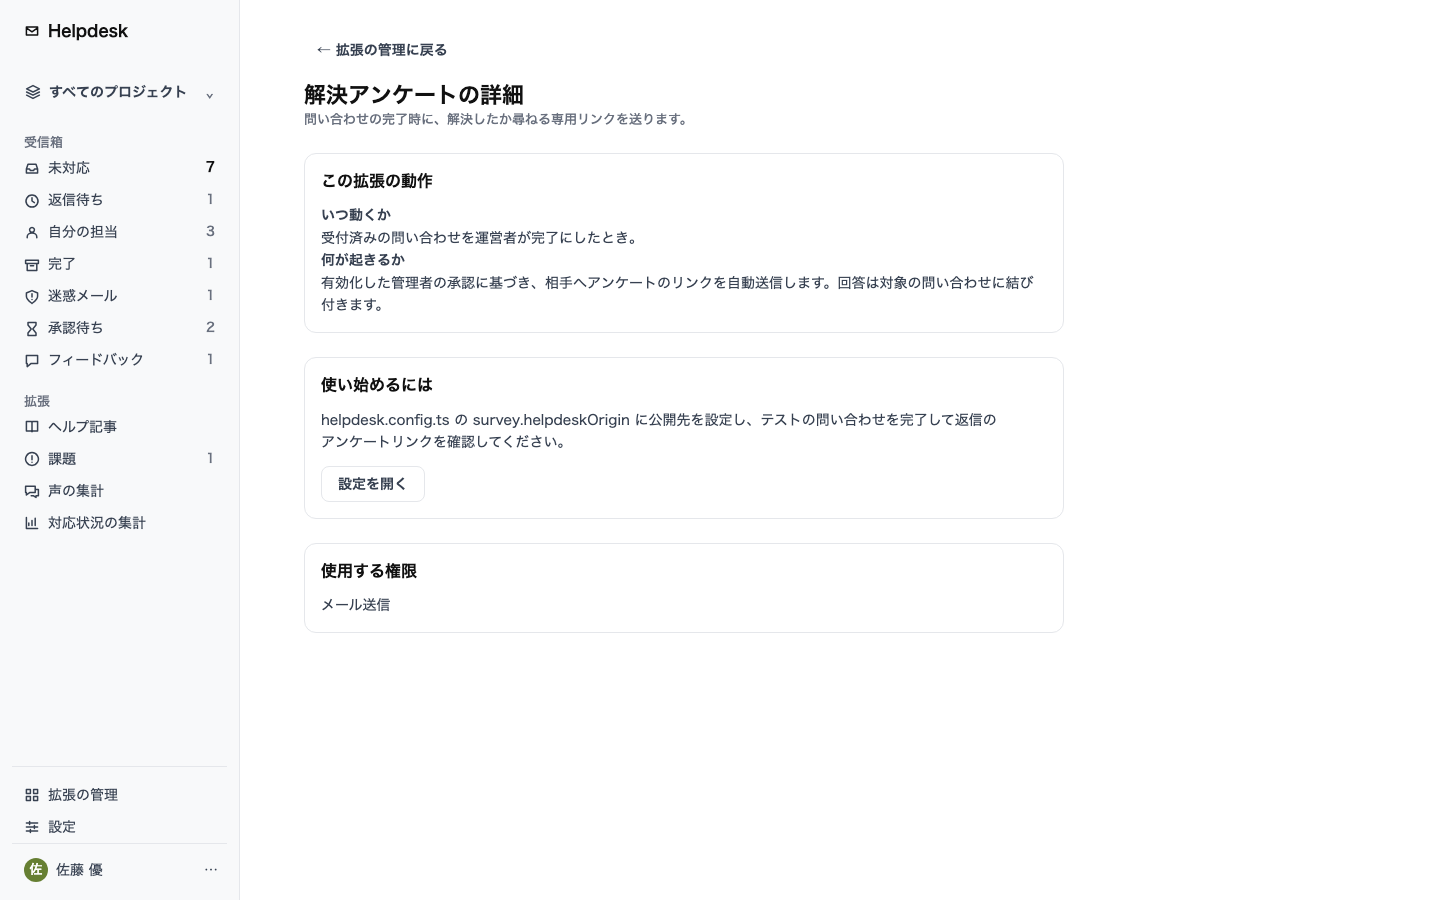 Helpdesk
すべてのプロジェクト
受信箱
未対応 7
返信待ち 1
自分の担当 3
完了 1
迷惑メール 1
承認待ち 2
フィードバック 1
拡張
ヘルプ記事
課題 1
声の集計
対応状況の集計
拡張の管理
設定
佐 佐藤 優 …
← 拡張の管理に戻る
解決アンケートの詳細
問い合わせの完了時に、解決したか尋ねる専用リンクを送ります。
この拡張の動作
いつ動くか
受付済みの問い合わせを運営者が完了にしたとき。
何が起きるか
有効化した管理者の承認に基づき、相手へアンケートのリンクを自動送信します。回答は対象の問い合わせに結び
付きます。
使い始めるには
helpdesk.config.ts の survey.helpdeskOrigin に公開先を設定し、テストの問い合わせを完了して返信の
アンケートリンクを確認してください。
設定を開く
使用する権限
メール送信